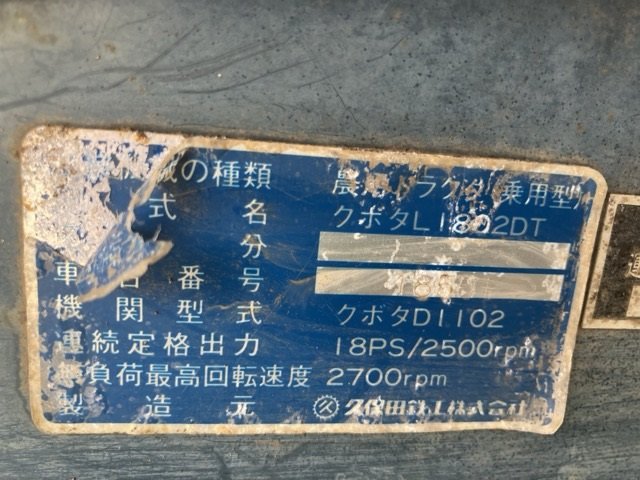 械の種類 農用トラクタ(乗用型)
式名 クボタL1802DT
分
車台番号
機関型式 クボタD1102
連続定格出力 18PS/2500rpm
無負荷最高回転速度 2700rpm
製造元 久保田鉄工株式会社